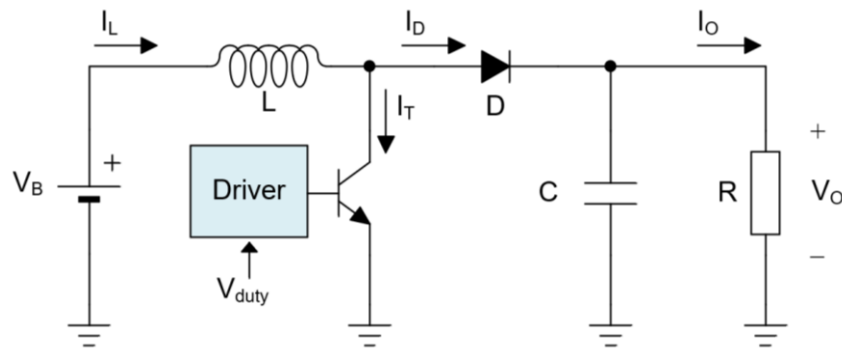 I_L
I_D
I_O
L
I_T
D
+
V_B
Driver
C
R
+
V_O
−
V_duty